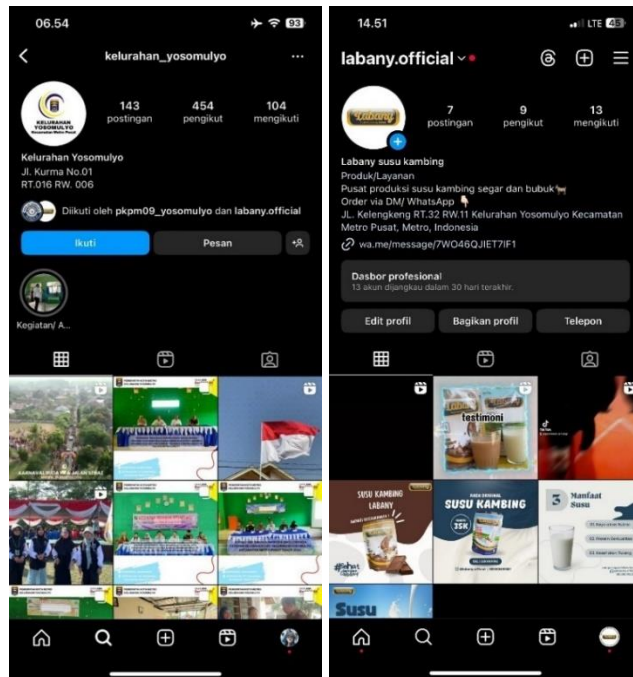 06.54
93
kelurahan_yosomulyo
KELURAHAN
YOSOMULYO
143
postingan
454
pengikut
104
mengikuti
Kelurahan Yosomulyo
Jl. Kurma No.01
RT.016 RW. 006
Diikuti oleh pkpm09_yosomulyo dan labany.official
Ikuti
Pesan
Kegiatan/ A...
14.51
LTE 45
labany.official
Labany
7
postingan
9
pengikut
13
mengikuti
Labany susu kambing
Produk/Layanan
Pusat produksi susu kambing segar dan bubuk
Order via DM/ WhatsApp
JL. Kelengkeng RT.32 RW.11 Kelurahan Yosomulyo Kecamatan
Metro Pusat, Metro, Indonesia
wa.me/message/7WO46QJIET7IF1
Dasbor profesional
13 akun dijangkau dalam 30 hari terakhir.
Edit profil
Bagikan profil
Telepon
testimoni
SUSU KAMBING
LABANY
SUSU KAMBING
35K
3 Manfaat
Susu
Susu